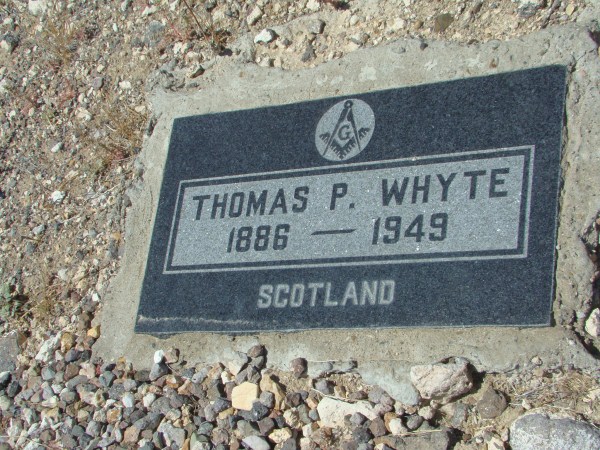 G
THOMAS P. WHYTE
1886 — 1949
SCOTLAND